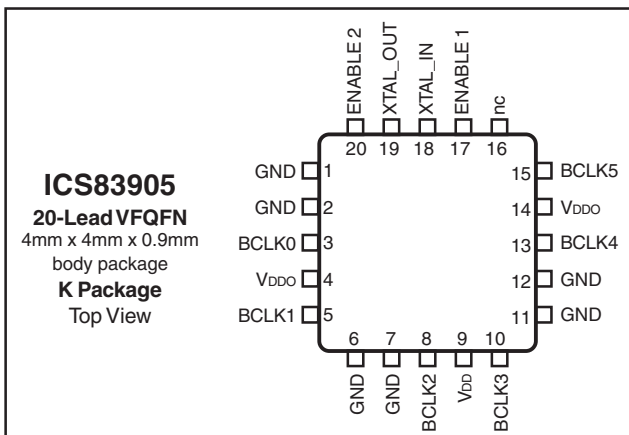 ENABLE 2
XTAL_OUT
XTAL_IN
ENABLE 1
nc
20 19 18 17 16
ICS83905
20-Lead VFQFN
4mm x 4mm x 0.9mm
body package
K Package
Top View
GND 1
GND 2
BCLK0 3
VDDO 4
BCLK1 5
15 BCLK5
14 VDDO
13 BCLK4
12 GND
11 GND
6 7 8 9 10
GND
GND
BCLK2
VDD
BCLK3